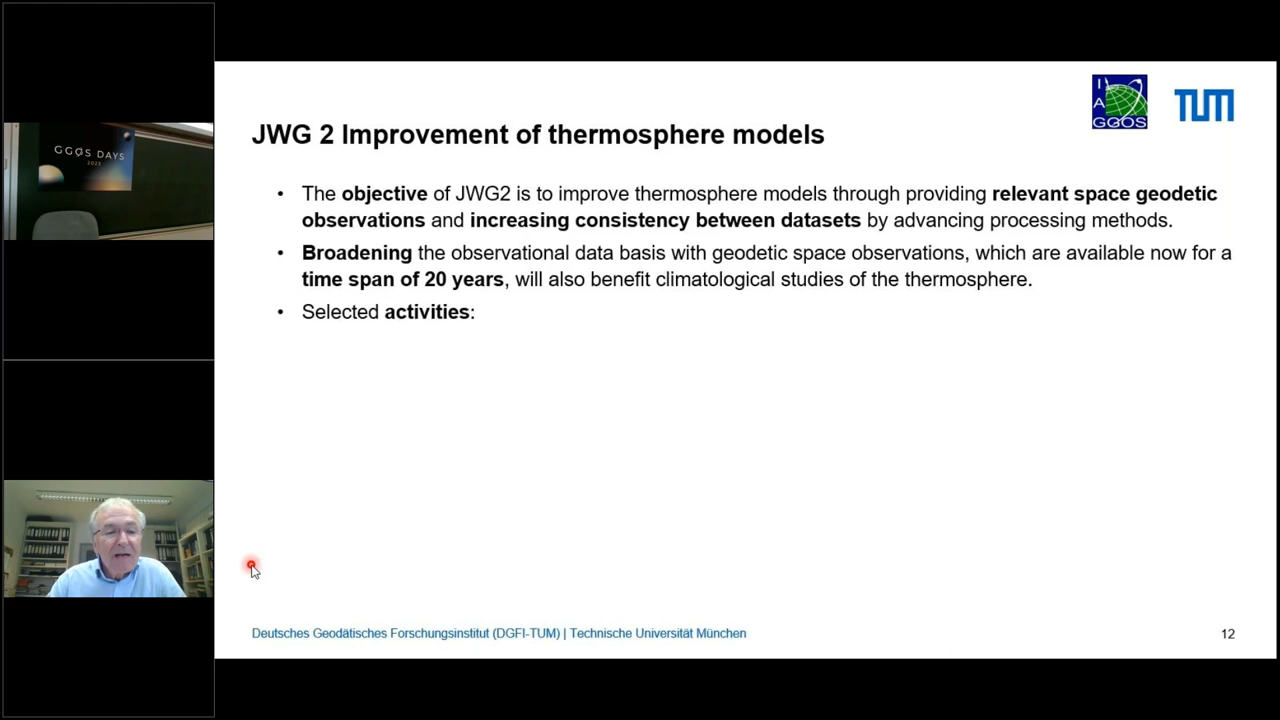 GGOS DAYS
2023
I
A
GGOS
TUM
JWG 2 Improvement of thermosphere models
• The objective of JWG2 is to improve thermosphere models through providing relevant space geodetic
observations and increasing consistency between datasets by advancing processing methods.
• Broadening the observational data basis with geodetic space observations, which are available now for a
time span of 20 years, will also benefit climatological studies of the thermosphere.
• Selected activities:
Deutsches Geodätisches Forschungsinstitut (DGFI-TUM) | Technische Universität München
12